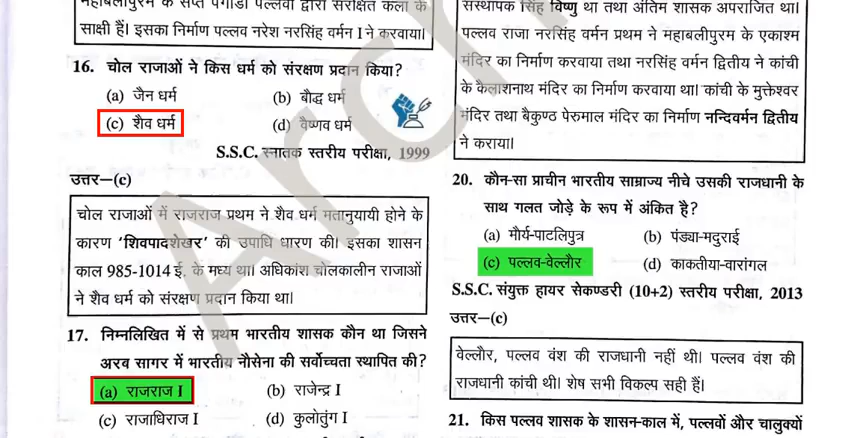 महाबलीपुरम के सप्त पगोडा पल्लवों द्वारा संरक्षित कला के
साक्षी हैं। इसका निर्माण पल्लव नरेश नरसिंह वर्मन I ने करवाया।
16. चोल राजाओं ने किस धर्म को संरक्षण प्रदान किया?
(a) जैन धर्म (b) बौद्ध धर्म
(c) शैव धर्म (d) वैष्णव धर्म
S.S.C. स्नातक स्तरीय परीक्षा, 1999
उत्तर—(c)
चोल राजाओं में राजराज प्रथम ने शैव धर्म मतानुयायी होने के
कारण ‘शिवपादशेखर’ की उपाधि धारण की। इसका शासन
काल 985-1014 ई. के मध्य था। अधिकांश चोलकालीन राजाओं
ने शैव धर्म को संरक्षण प्रदान किया था।
17. निम्नलिखित में से प्रथम भारतीय शासक कौन था जिसने
अरब सागर में भारतीय नौसेना की सर्वोच्चता स्थापित की?
(a) राजराज I (b) राजेन्द्र I
(c) राजाधिराज I (d) कुलोतुंग I
संस्थापक सिंह विष्णु था तथा अंतिम शासक अपराजित था।
पल्लव राजा नरसिंह वर्मन प्रथम ने महाबलीपुरम के एकाश्म
मंदिर का निर्माण करवाया तथा नरसिंह वर्मन द्वितीय ने कांची
के कैलाशनाथ मंदिर का निर्माण करवाया था। कांची के मुक्तेश्वर
मंदिर तथा बैकुण्ठ पेरुमाल मंदिर का निर्माण नन्दिवर्मन द्वितीय
ने कराया।
20. कौन-सा प्राचीन भारतीय साम्राज्य नीचे उसकी राजधानी के
साथ गलत जोड़े के रूप में अंकित है?
(a) मौर्य-पाटलिपुत्र (b) पंड्या-मदुराई
(c) पल्लव-वेल्लौर (d) काकतीया-वारांगल
S.S.C. संयुक्त हायर सेकण्डरी (10+2) स्तरीय परीक्षा, 2013
उत्तर—(c)
वेल्लौर, पल्लव वंश की राजधानी नहीं थी। पल्लव वंश की
राजधानी कांची थी। शेष सभी विकल्प सही हैं।
21. किस पल्लव शासक के शासन-काल में, पल्लवों और चालुक्यों
Arch